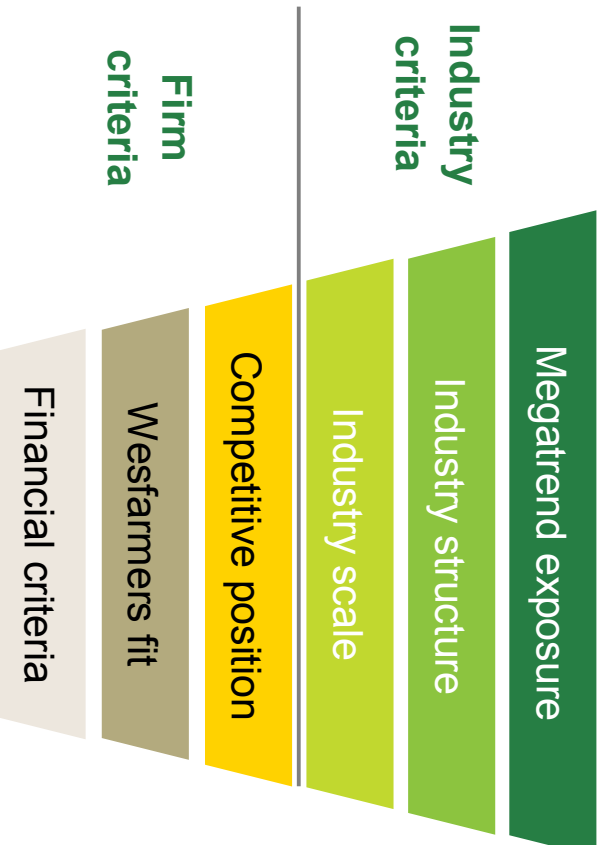 Industry
criteria
Megatrend exposure
Industry structure
Industry scale
Firm
criteria
Competitive position
Wesfarmers fit
Financial criteria